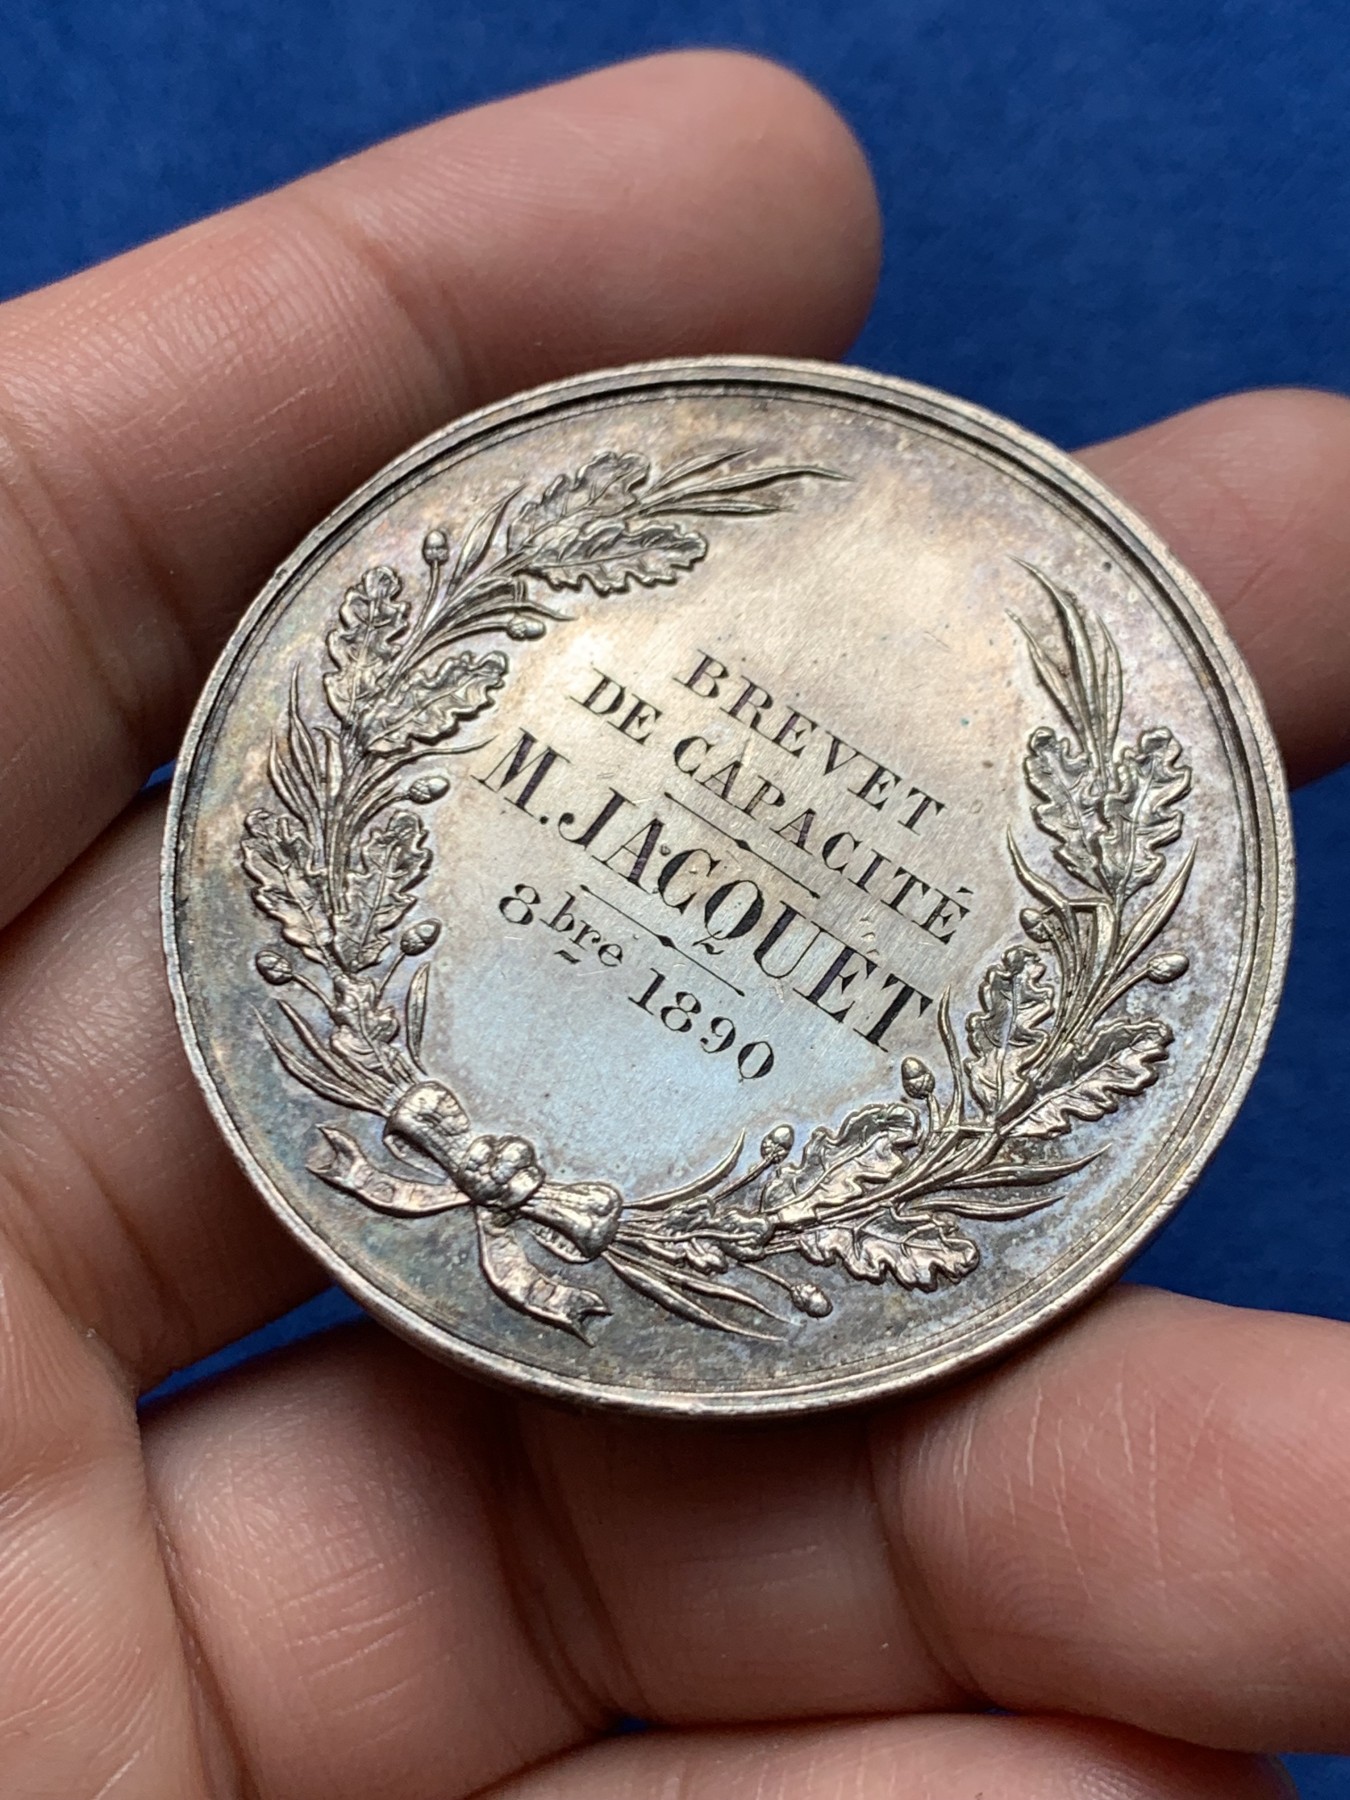 BREVET
DE CAPACITÉ
M. JACQUET
8bre 1890